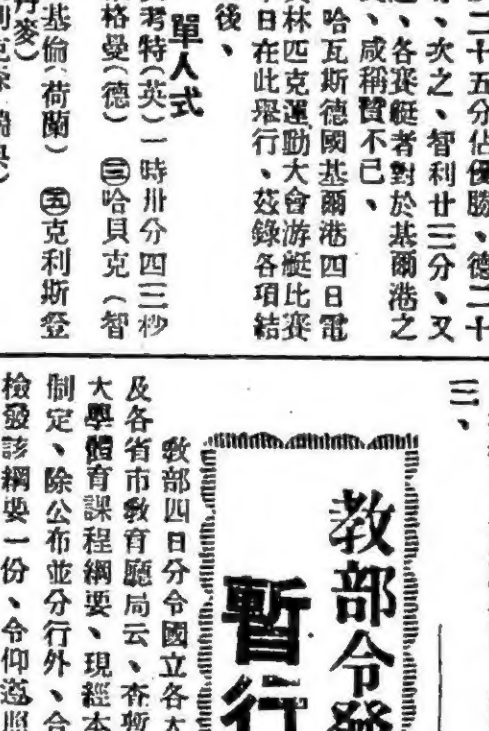 二十五分佔優勝、德二十
、次之、智利廿三分、又
、各賽艇者對於基爾港之
、咸稱贊不已、
哈瓦斯德國基爾港四日電
林匹克運動大會游艇比賽
日在此舉行、茲錄各項結
後、
單人式
考特(英)一時卅分四三秒
格曼(德) ㊂哈貝克(智
基倫(荷蘭) ㊄克利斯登
丹麥)
三、
教部令發
暫行
教部四日分令國立各大
及各省市教育廳局云、查暫
大學體育課程綱要、現經本
制定、除公布並分行外、合
檢發該綱要一份、令仰遵照